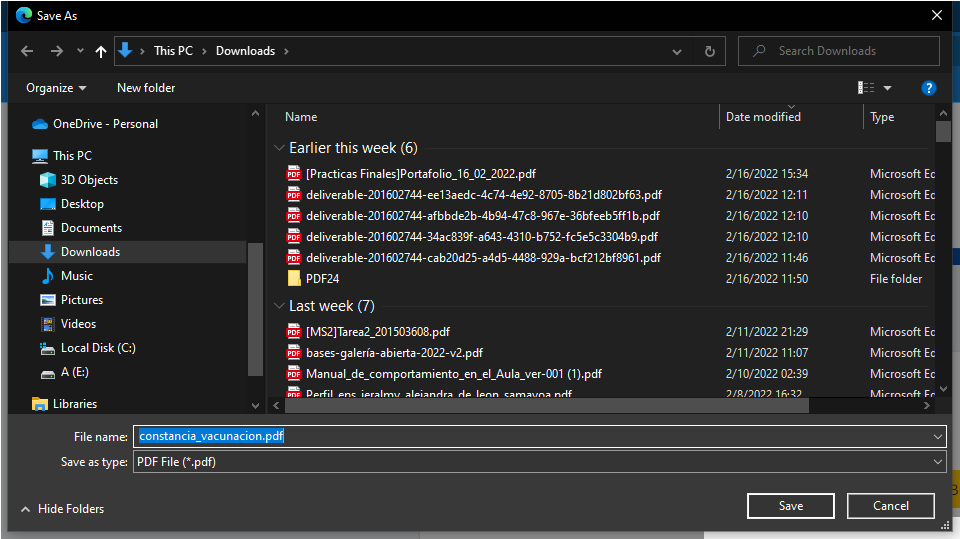 Save As
This PC > Downloads >
Search Downloads
Organize
New folder
OneDrive - Personal
This PC
3D Objects
Desktop
Documents
Downloads
Music
Pictures
Videos
Local Disk (C:)
A (E:)
Libraries
Name Date modified Type
Earlier this week (6)
[Practicas Finales]Portafolio_16_02_2022.pdf 2/16/2022 15:34 Microsoft Ed
deliverable-201602744-ee13aedc-4c74-4e92-8705-8b21d802bf63.pdf 2/16/2022 12:11 Microsoft Ed
deliverable-201602744-afbbde2b-4b94-47c8-967e-36bfeeb5ff1b.pdf 2/16/2022 12:10 Microsoft Ed
deliverable-201602744-34ac839f-a643-4310-b752-fc5e5c3304b9.pdf 2/16/2022 12:10 Microsoft Ed
deliverable-201602744-cab20d25-a4d5-4488-929a-bcf212bf8961.pdf 2/16/2022 11:46 Microsoft Ed
PDF24 2/16/2022 11:50 File folder
Last week (7)
[MS2]Tarea2_201503608.pdf 2/11/2022 21:29 Microsoft Ed
bases-galería-abierta-2022-v2.pdf 2/11/2022 11:07 Microsoft Ed
Manual_de_comportamiento_en_el_Aula_ver-001 (1).pdf 2/10/2022 02:39 Microsoft Ed
Perfil_ens_jeralmy_alejandra_de_leon_samayoa.pdf 2/8/2022 16:32 Microsoft Ed
File name: constancia_vacunacion.pdf
Save as type: PDF File (*.pdf)
Hide Folders
Save
Cancel